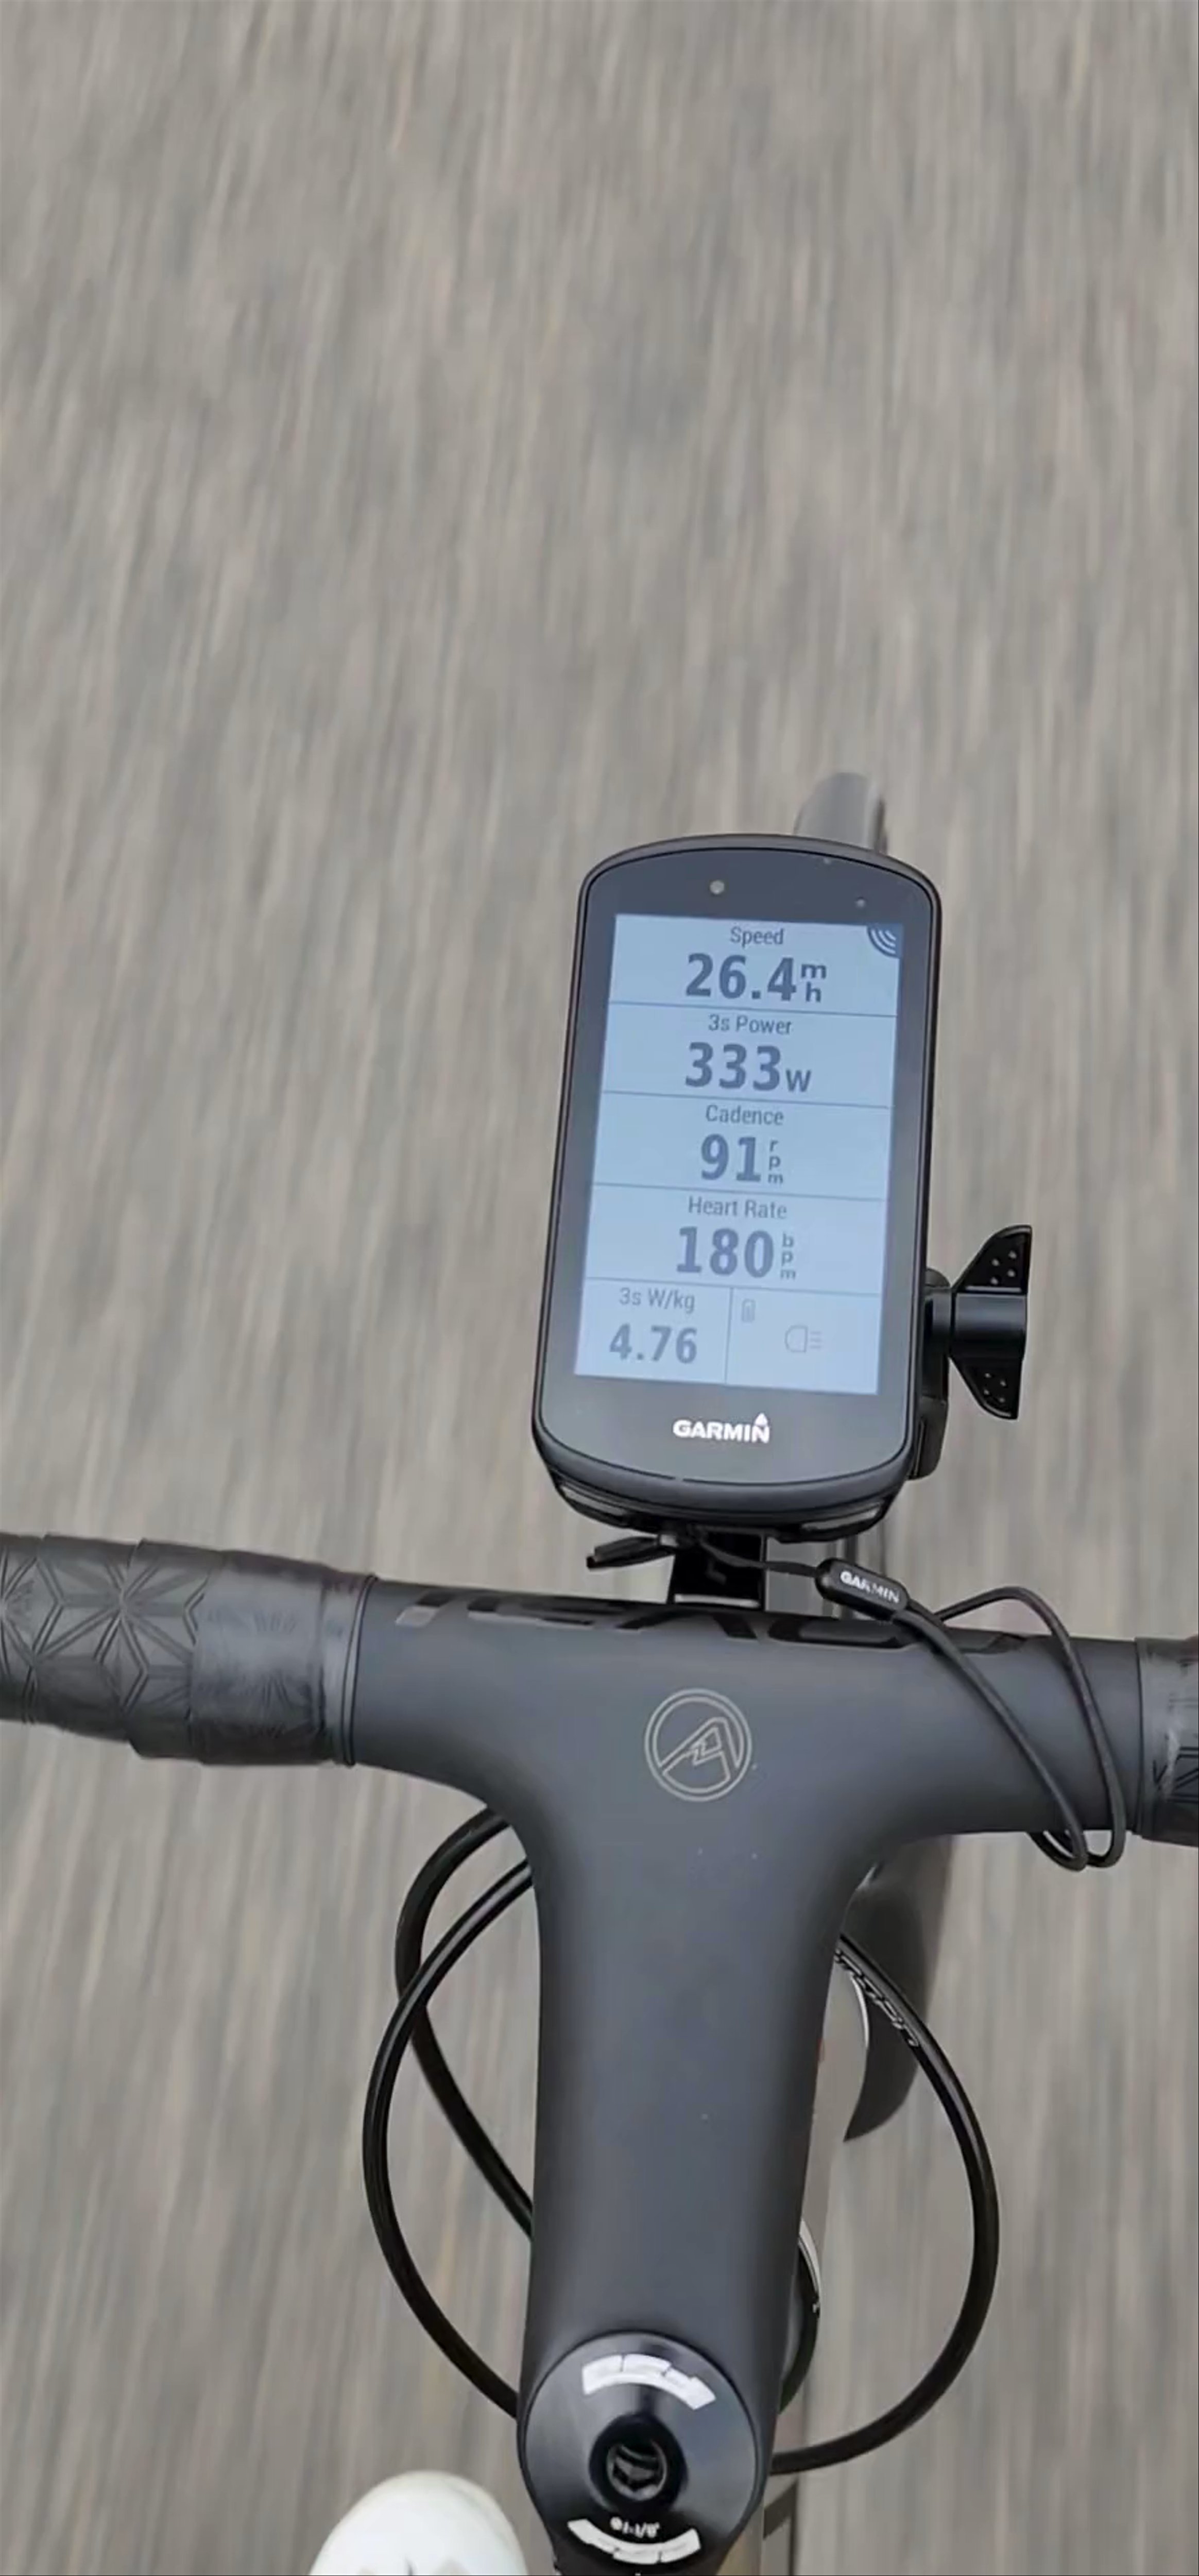 Speed
26.4 mh
3s Power
333w
Cadence
91 rpm
Heart Rate
180 bpm
3s W/kg
4.76
GARMIN
GARMIN